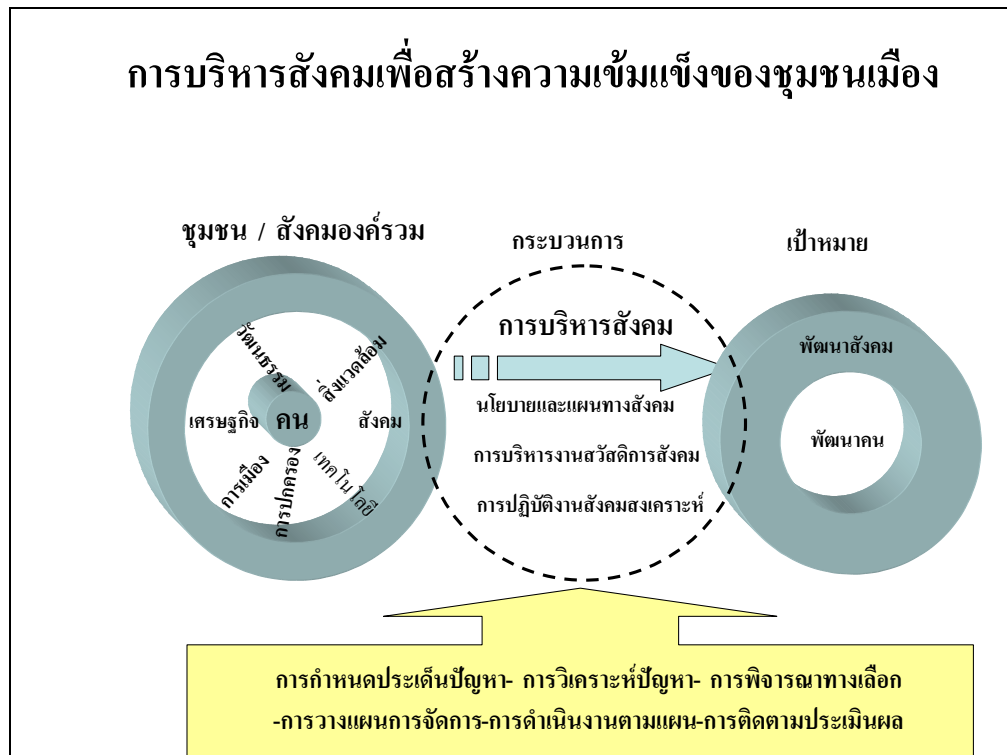 การบริหารสังคมเพื่อสร้างความเข้มแข็งของชุมชนเมือง
ชุมชน / สังคมองค์รวม
กระบวนการ
เป้าหมาย
วัฒนธรรม
สิ่งแวดล้อม
เศรษฐกิจ
คน
สังคม
การเมือง
การปกครอง
เทคโนโลยี
การบริหารสังคม
นโยบายและแผนทางสังคม
การบริหารงานสวัสดิการสังคม
การปฏิบัติงานสังคมสงเคราะห์
พัฒนาสังคม
พัฒนาคน
การกำหนดประเด็นปัญหา- การวิเคราะห์ปัญหา- การพิจารณาทางเลือก
-การวางแผนการจัดการ-การดำเนินงานตามแผน-การติดตามประเมินผล